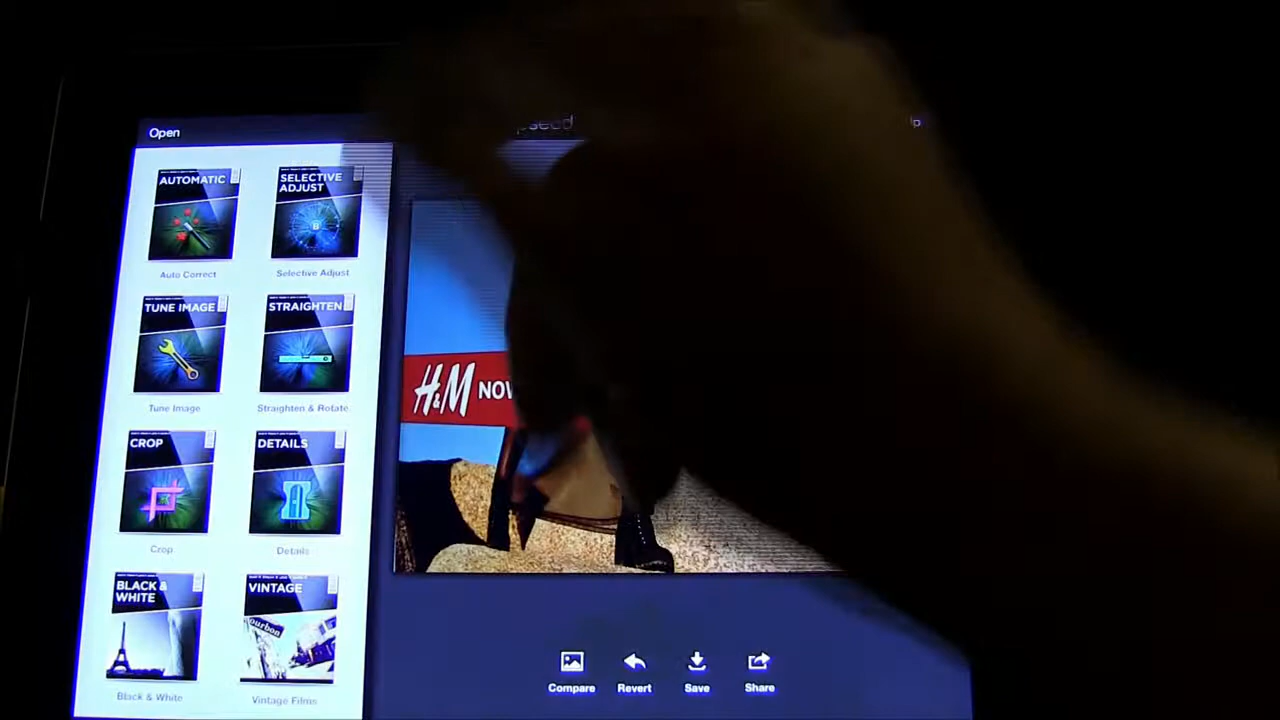 Open
AUTOMATIC
Auto Correct
SELECTIVE
ADJUST
Selective Adjust
TUNE IMAGE
Tune Image
STRAIGHTEN
Straighten & Rotate
CROP
Crop
DETAILS
Details
BLACK &
WHITE
Black & White
VINTAGE
ourbon
Vintage Films
H&M
Compare
Revert
Save
Share